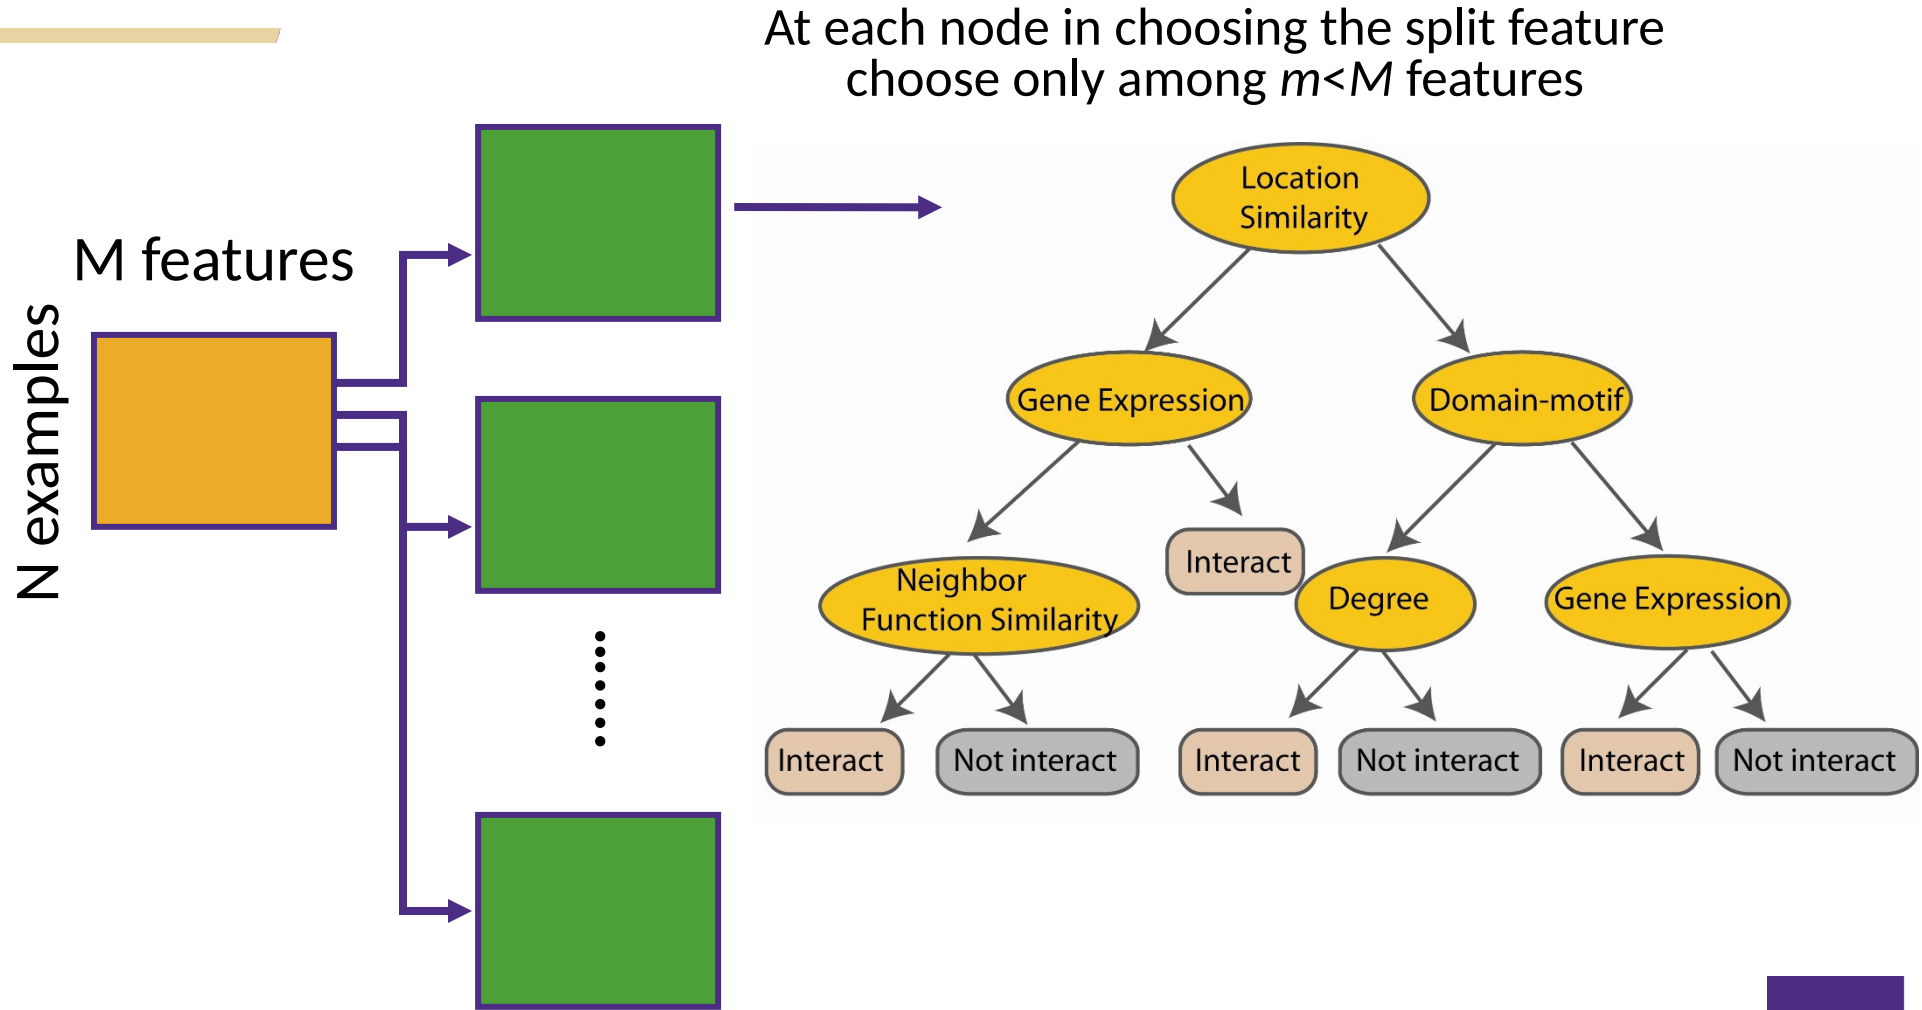 At each node in choosing the split feature
choose only among m<M features
M features
N examples
Location
Similarity
Gene Expression
Domain-motif
Interact
Neighbor
Function Similarity
Degree
Gene Expression
Interact
Not interact
Interact
Not interact
Interact
Not interact